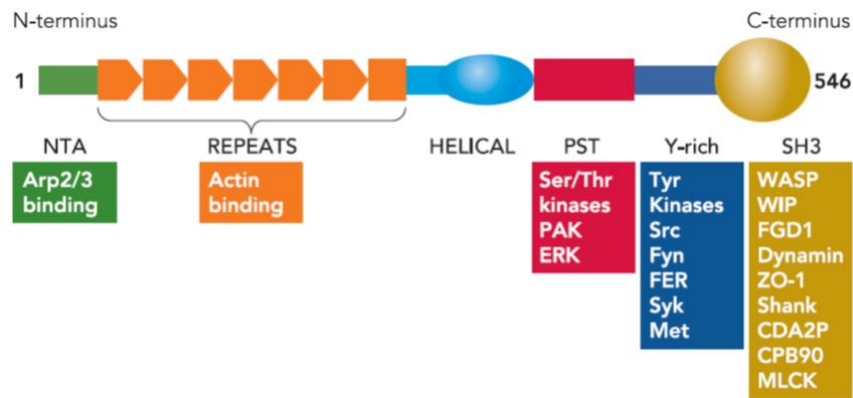 N-terminus
C-terminus
1
546
NTA
REPEATS
HELICAL
PST
Y-rich
SH3
Arp2/3
binding
Actin
binding
Ser/Thr
kinases
PAK
ERK
Tyr
Kinases
Src
Fyn
FER
Syk
Met
WASP
WIP
FGD1
Dynamin
ZO-1
Shank
CDA2P
CPB90
MLCK